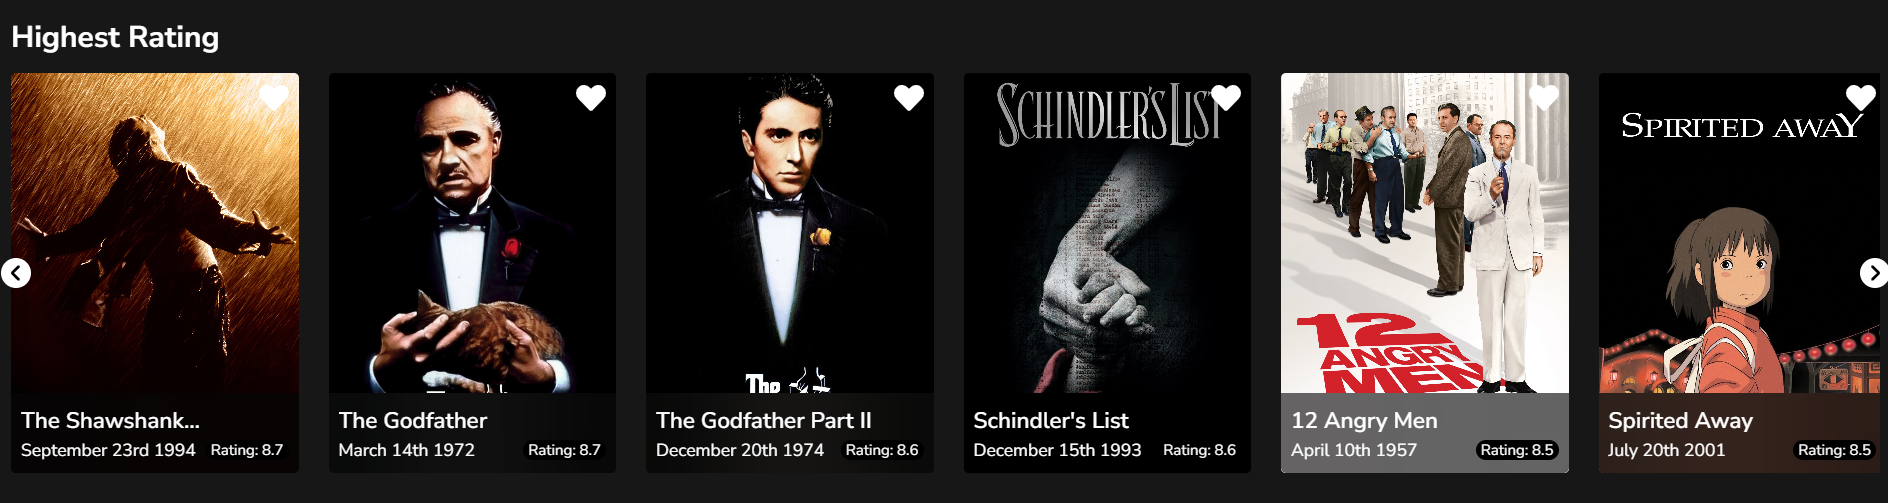 Highest Rating
SCHINDLER'S LIST
SPIRITED AWAY
The
12
ANGRY
MEN
The Shawshank...
September 23rd 1994 Rating: 8.7
The Godfather
March 14th 1972 Rating: 8.7
The Godfather Part II
December 20th 1974 Rating: 8.6
Schindler's List
December 15th 1993 Rating: 8.6
12 Angry Men
April 10th 1957 Rating: 8.5
Spirited Away
July 20th 2001 Rating: 8.5